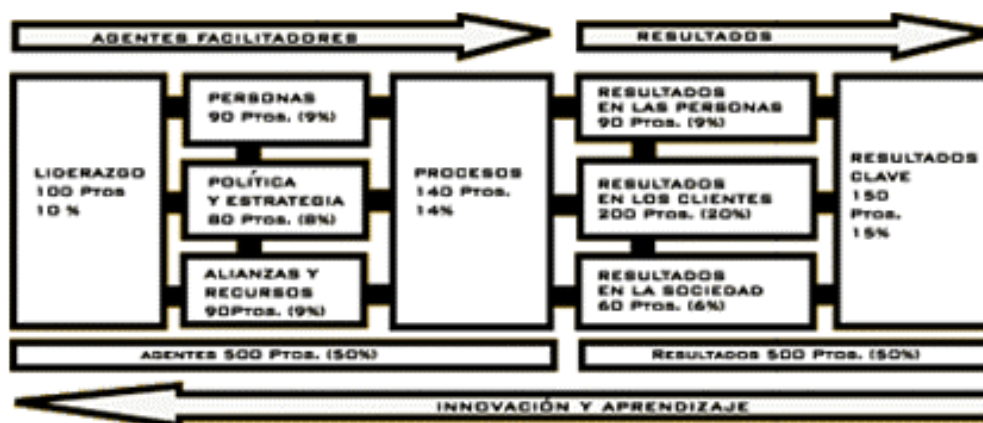 AGENTES FACILITADORES
RESULTADOS
LIDERAZGO
100 PTOS
10 %
PERSONAS
90 PTOS. (9%)
POLÍTICA
Y ESTRATEGIA
80 PTOS. (8%)
ALIANZAS Y
RECURSOS
90PTOS. (9%)
PROCESOS
140 PTOS.
14%
RESULTADOS
EN LAS PERSONAS
90 PTOS. (9%)
RESULTADOS
EN LOS CLIENTES
200 PTOS. (20%)
RESULTADOS
EN LA SOCIEDAD
60 PTOS. (6%)
RESULTADOS
CLAVE
150
PTOS.
15%
AGENTES 500 PTOS. (50%)
RESULTADOS 500 PTOS. (50%)
INNOVACIÓN Y APRENDIZAJE